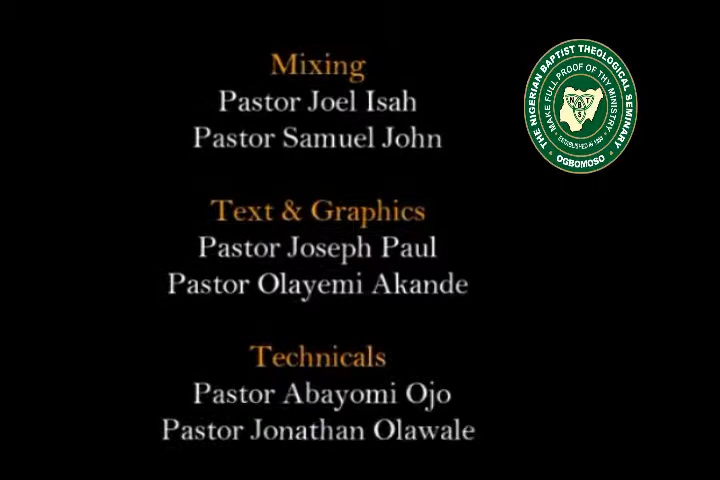 Mixing
Pastor Joel Isah
Pastor Samuel John
Text & Graphics
Pastor Joseph Paul
Pastor Olayemi Akande
Technicals
Pastor Abayomi Ojo
Pastor Jonathan Olawale
THE NIGERIAN BAPTIST THEOLOGICAL SEMINARY
OGBOMOSO
MAKE FULL PROOF OF THY MINISTRY